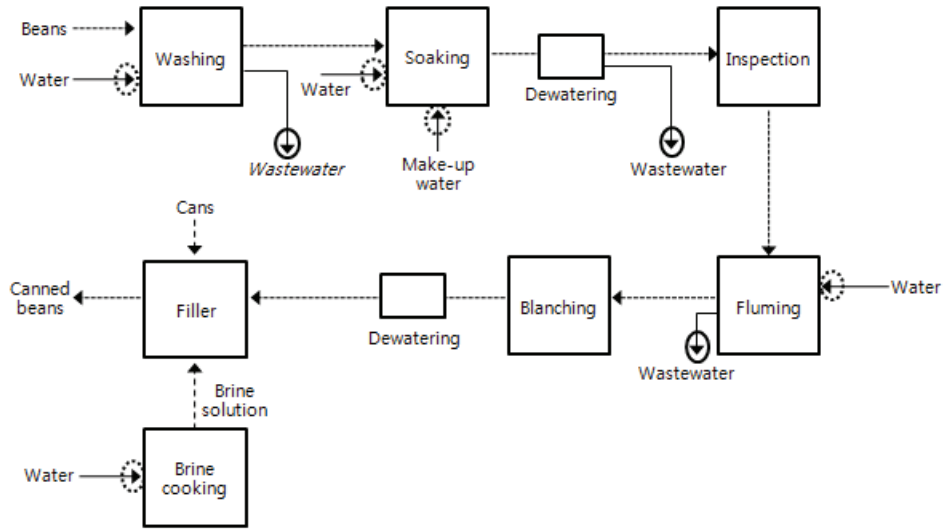 Beans
Washing
Water
Wastewater
Soaking
Water
Make-up
water
Dewatering
Wastewater
Inspection
Cans
Canned
beans
Filler
Dewatering
Blanching
Fluming
Water
Wastewater
Brine
solution
Water
Brine
cooking